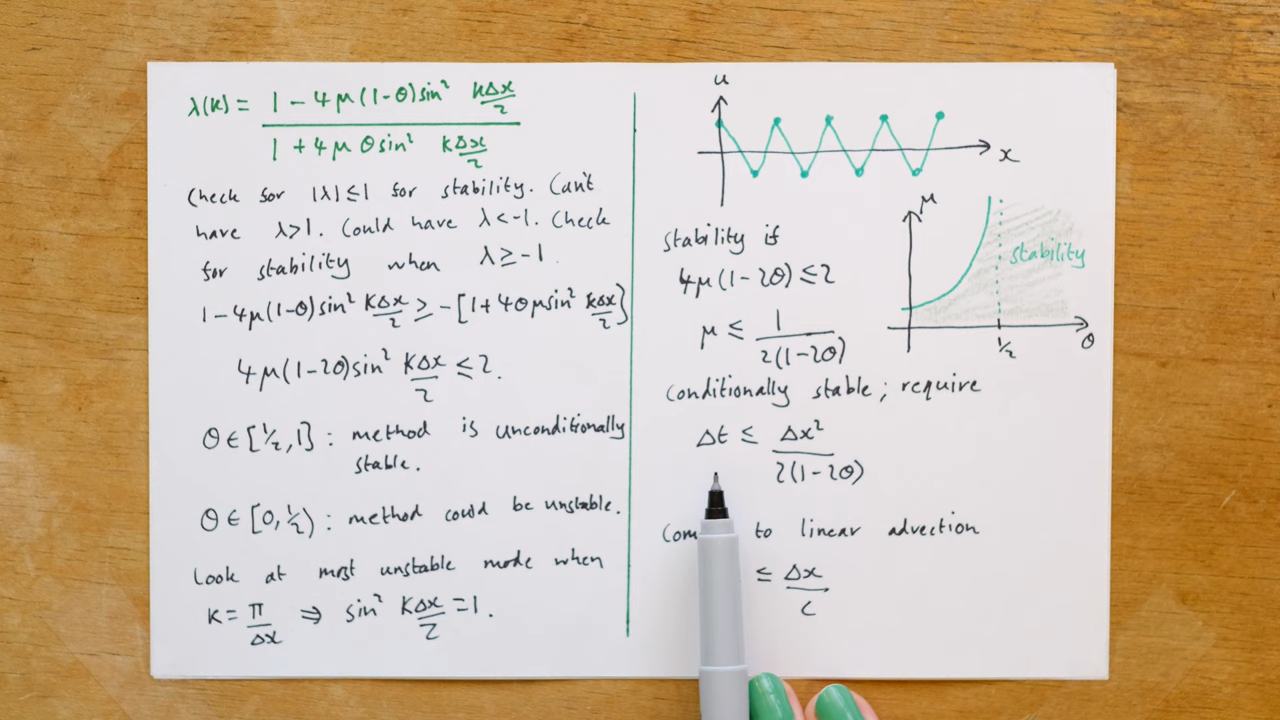 λ(k) = (1 - 4μ(1-θ)sin² kΔx/2) / (1 + 4μθsin² kΔx/2)
Check for |λ|≤1 for stability. Can't
have λ>1. Could have λ<-1. Check
for stability when λ≥-1.
1-4μ(1-θ)sin² kΔx/2 ≥ -[1+4θμsin² kΔx/2]
4μ(1-2θ)sin² kΔx/2 ≤ 2.
θ∈[1/2,1]: method is unconditionally
stable.
θ∈[0,1/2): method could be unstable.
Look at most unstable mode when
k = π/Δx ⇒ sin² kΔx/2 = 1.
u
x
stability if
4μ(1-2θ)≤2
μ ≤ 1/(2(1-2θ))
μ
stability
1/2
θ
Conditionally stable; require
Δt ≤ Δx²/(2(1-2θ))
to linear advection
≤ Δx/c